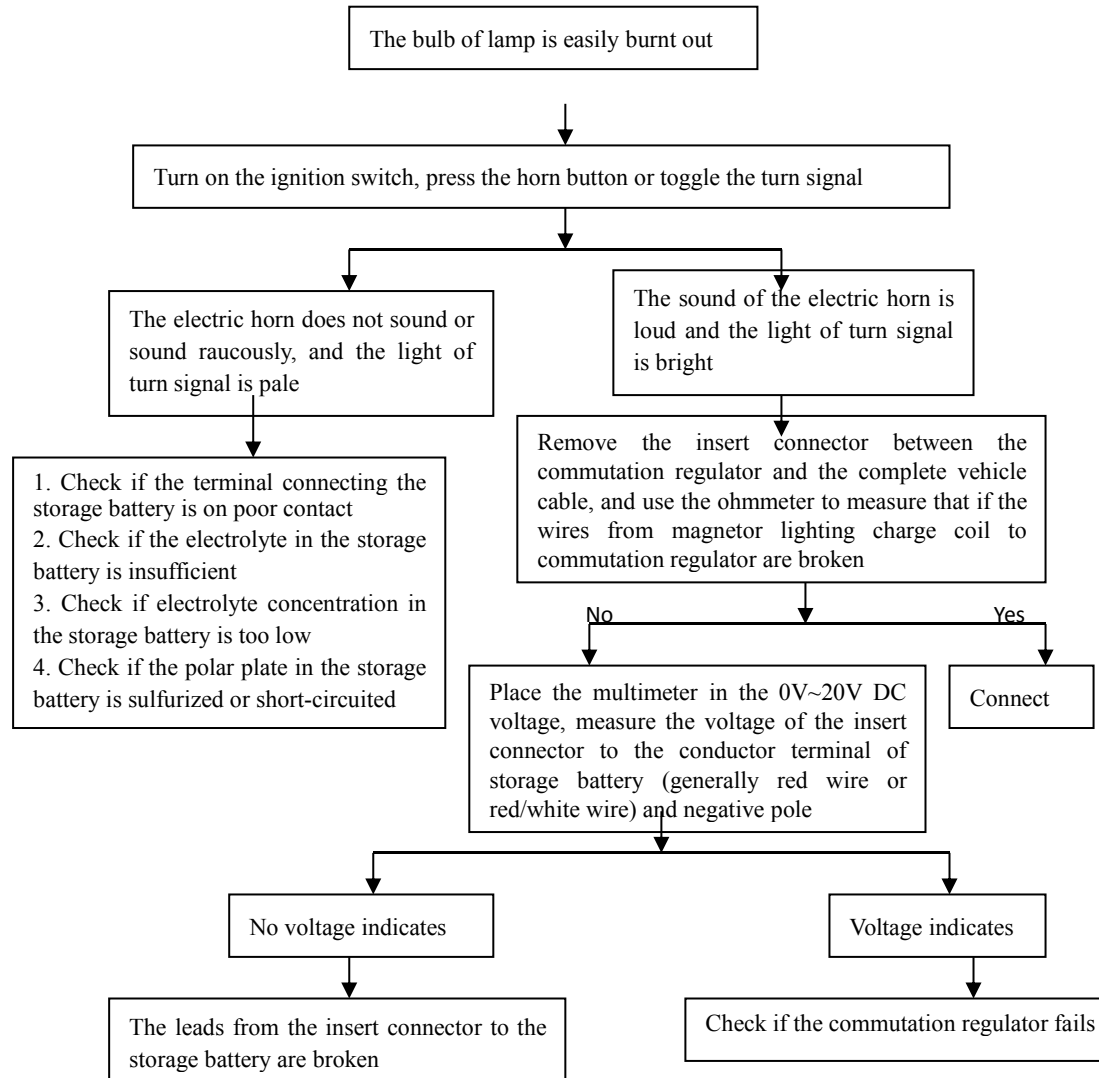 The bulb of lamp is easily burnt out
Turn on the ignition switch, press the horn button or toggle the turn signal
The electric horn does not sound or
sound raucously, and the light of
turn signal is pale
The sound of the electric horn is
loud and the light of turn signal
is bright
1. Check if the terminal connecting the
storage battery is on poor contact
2. Check if the electrolyte in the storage
battery is insufficient
3. Check if electrolyte concentration in
the storage battery is too low
4. Check if the polar plate in the storage
battery is sulfurized or short-circuited
Remove the insert connector between the
commutation regulator and the complete vehicle
cable, and use the ohmmeter to measure that if the
wires from magnetor lighting charge coil to
commutation regulator are broken
No
Yes
Place the multimeter in the 0V~20V DC
voltage, measure the voltage of the insert
connector to the conductor terminal of
storage battery (generally red wire or
red/white wire) and negative pole
Connect
No voltage indicates
Voltage indicates
The leads from the insert connector to the
storage battery are broken
Check if the commutation regulator fails